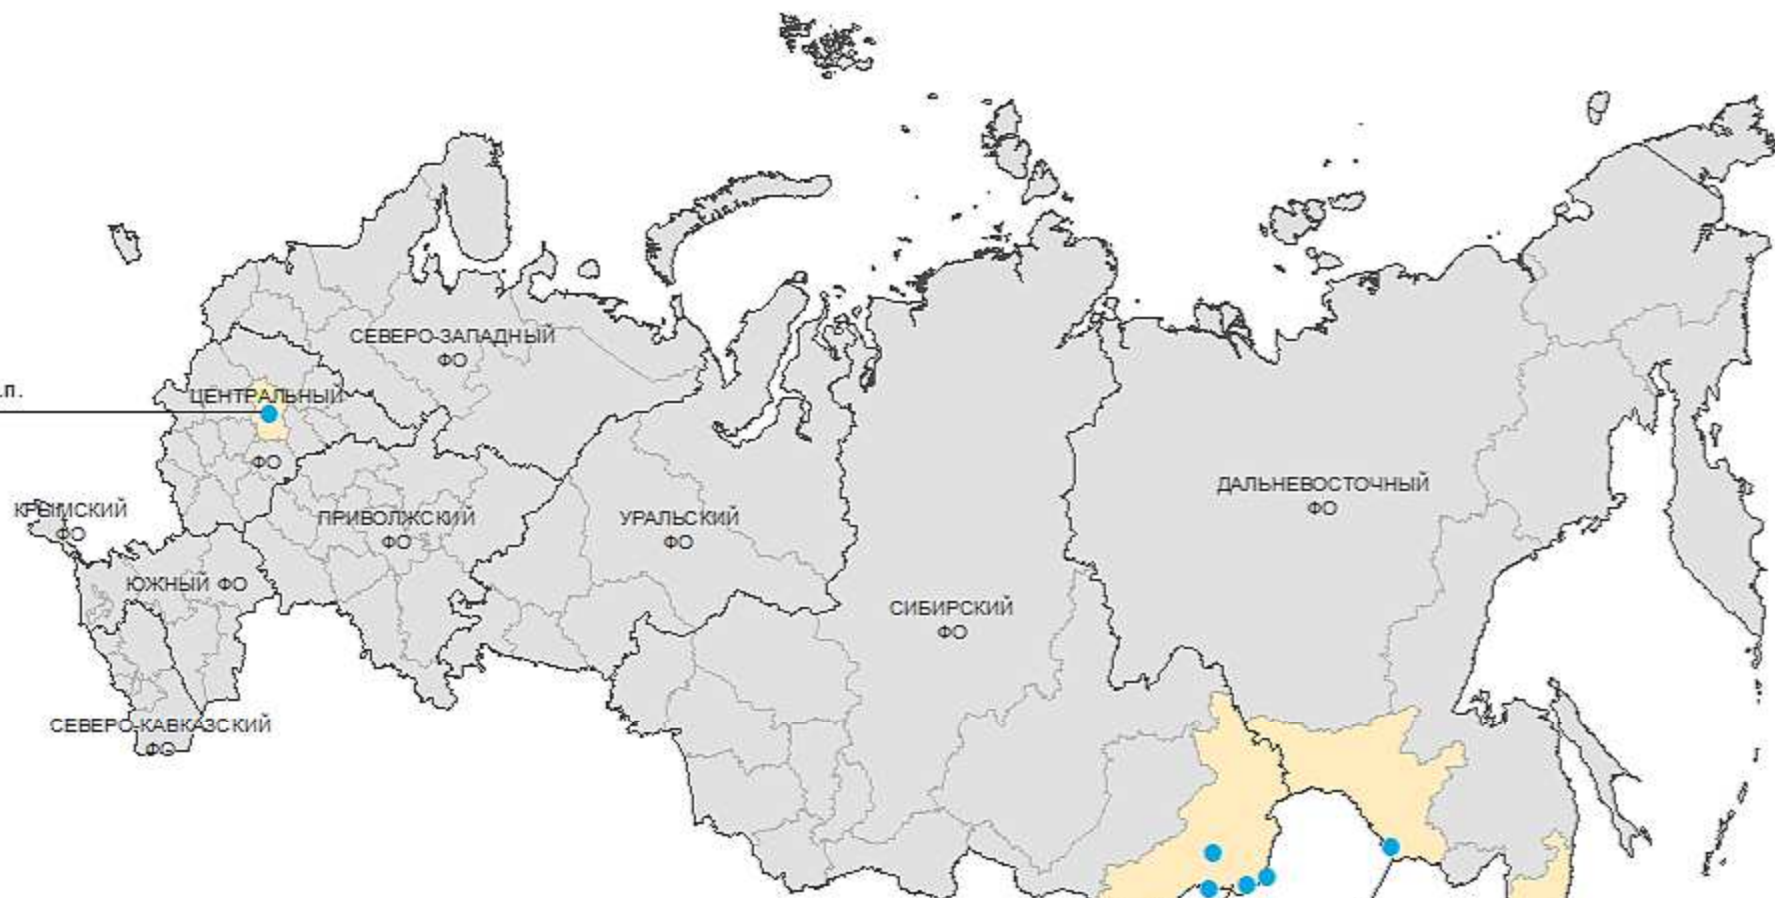 СЕВЕРО-ЗАПАДНЫЙ
ФО
.п.
ЦЕНТРАЛЬНЫЙ
ФО
КРЫМСКИЙ
ФО
ПРИВОЛЖСКИЙ
ФО
УРАЛЬСКИЙ
ФО
ДАЛЬНЕВОСТОЧНЫЙ
ФО
ЮЖНЫЙ ФО
СИБИРСКИЙ
ФО
СЕВЕРО-КАВКАЗСКИЙ
ФО